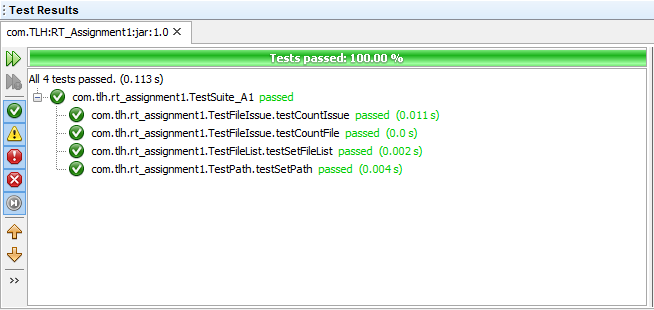 Test Results
com.TLH:RT_Assignment1:jar:1.0
Tests passed: 100.00 %
All 4 tests passed. (0.113 s)
com.tlh.rt_assignment1.TestSuite_A1 passed
com.tlh.rt_assignment1.TestFileIssue.testCountIssue passed (0.011 s)
com.tlh.rt_assignment1.TestFileIssue.testCountFile passed (0.0 s)
com.tlh.rt_assignment1.TestFileList.testSetFileList passed (0.002 s)
com.tlh.rt_assignment1.TestPath.testSetPath passed (0.004 s)